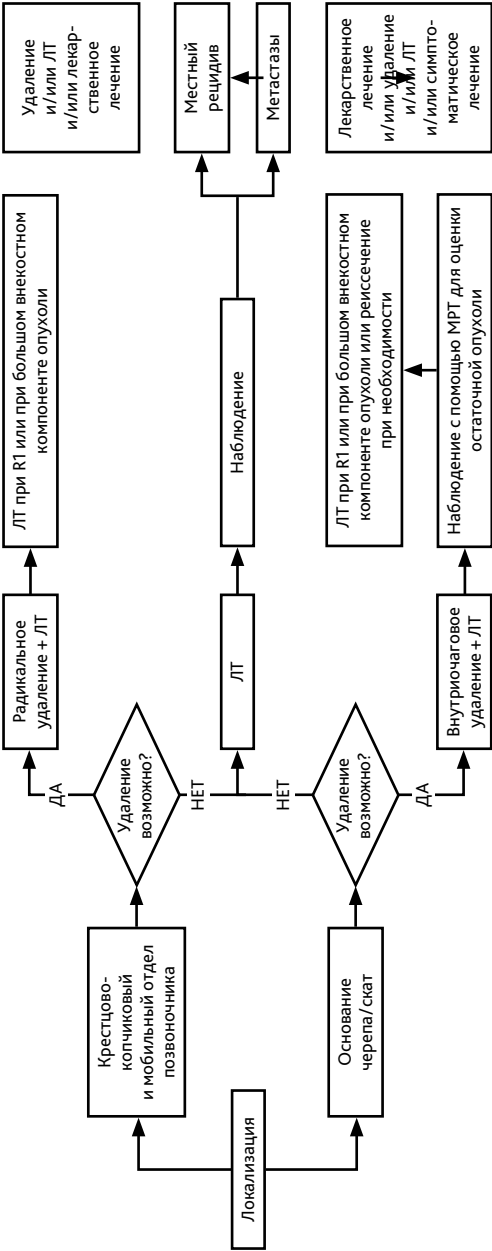 Локализация
Крестцово-
копчиковый
и мобильный отдел
позвоночника
Основание
черепа/скат
Удаление
возможно?
Удаление
возможно?
ДА
НЕТ
НЕТ
ДА
Радикальное
удаление + ЛТ
ЛТ
Внутриочаговое
удаление + ЛТ
ЛТ при R1 или при большом внекостном
компоненте опухоли
Наблюдение
ЛТ при R1 или при большом внекостном
компоненте опухоли или реиссечение
при необходимости
Наблюдение с помощью МРТ для оценки
остаточной опухоли
Удаление
и/или ЛТ
и/или лекар-
ственное
лечение
Местный
рецидив
Метастазы
Лекарственное
лечение
и/или удаление
и/или ЛТ
и/или симпто-
матическое
лечение